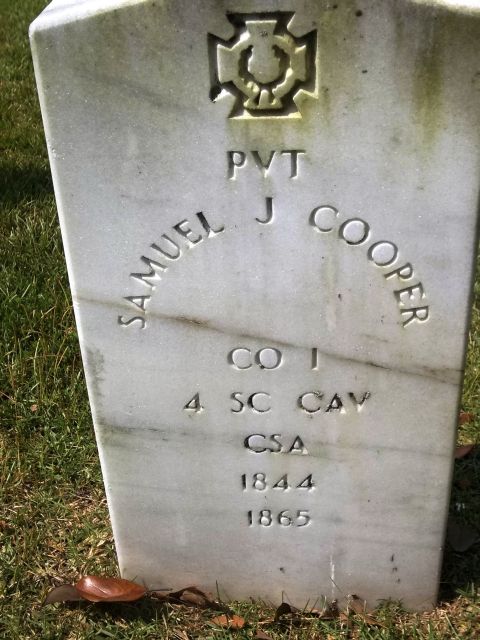 PVT
SAMUEL J COOPER
CO I
4 SC CAV
CSA
1844
1865